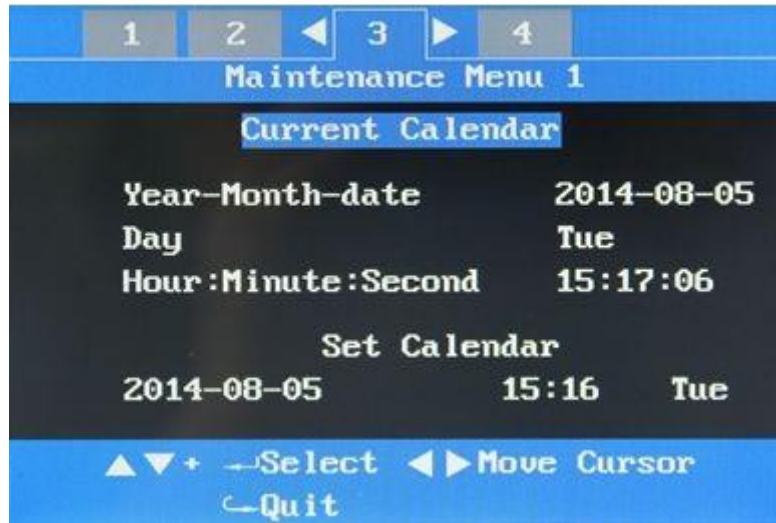 1 2 ◀ 3 ▶ 4
Maintenance Menu 1
Current Calendar
Year-Month-date 2014-08-05
Day Tue
Hour:Minute:Second 15:17:06
Set Calendar
2014-08-05 15:16 Tue
▲▼+ ↵Select ◀▶Move Cursor
↪Quit